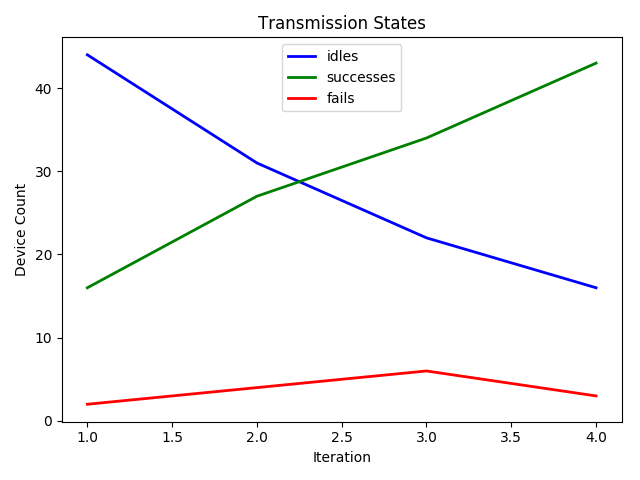 Transmission States
idles
successes
fails
Device Count
40
30
20
10
0
1.0 1.5 2.0 2.5 3.0 3.5 4.0
Iteration